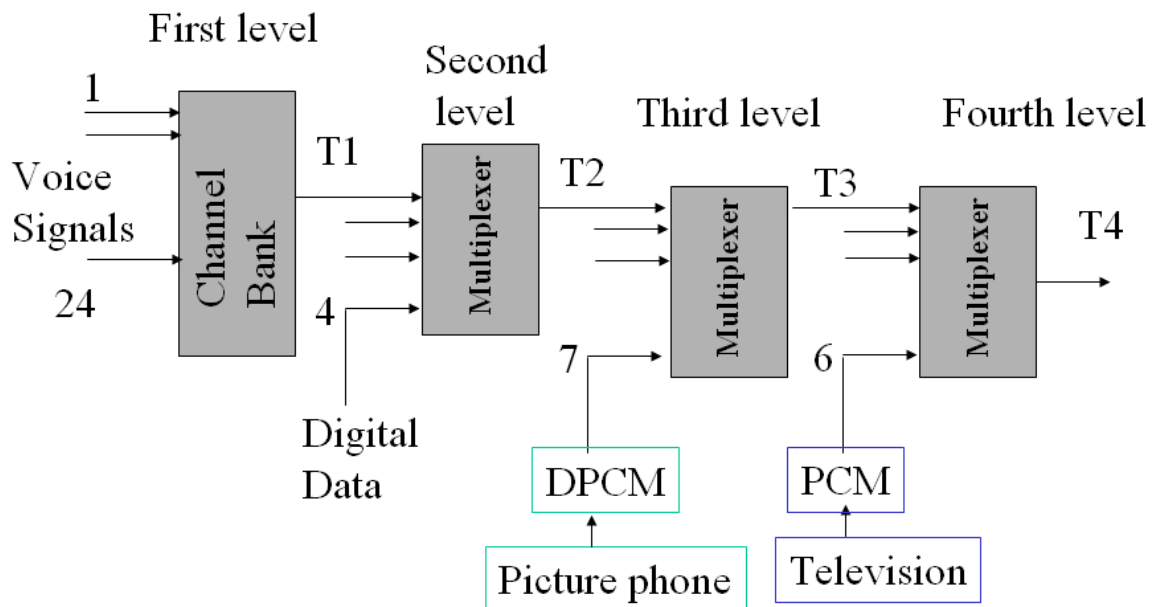 First level
1
Voice
Signals
24
Channel
Bank
T1
Second
level
4
Digital
Data
Multiplexer
T2
Third level
7
DPCM
Picture phone
Multiplexer
T3
Fourth level
6
PCM
Television
Multiplexer
T4